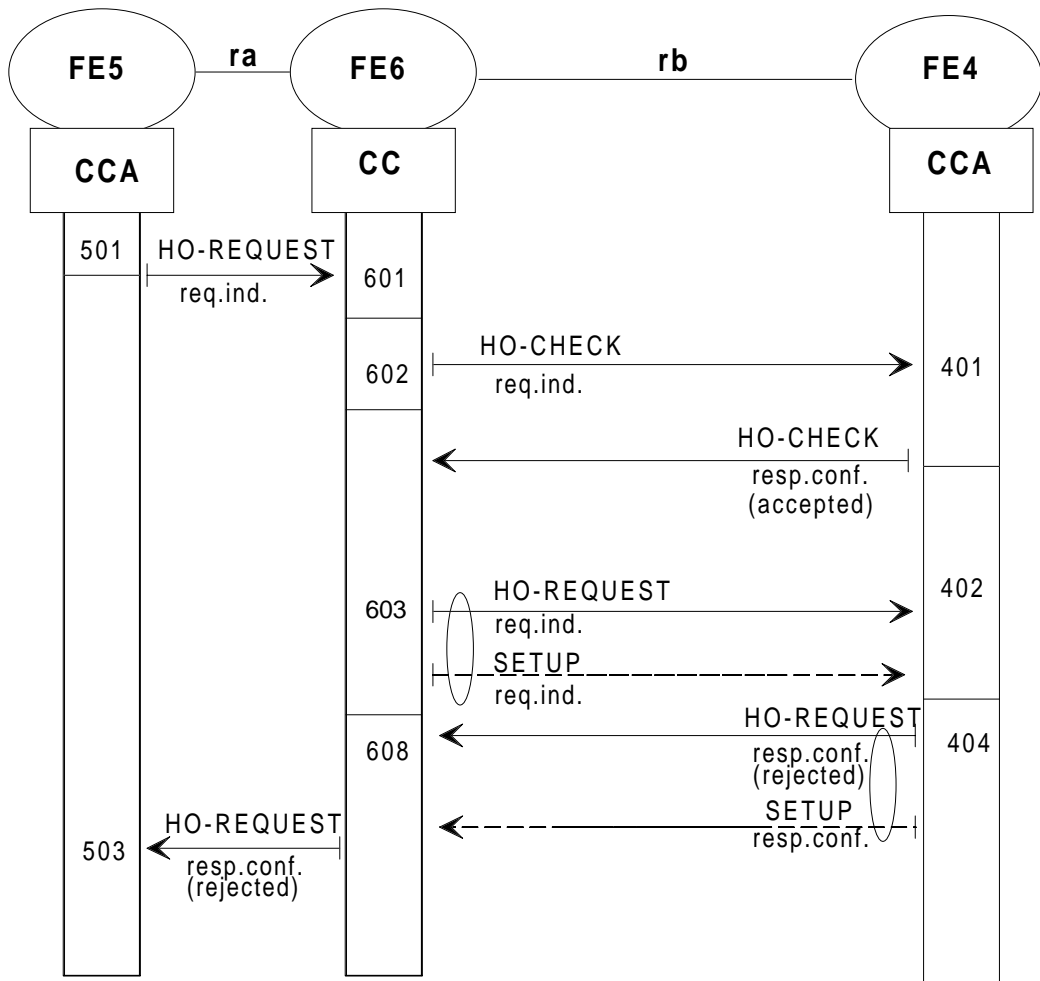 FE5
ra
FE6
rb
FE4
CCA
CC
CCA
501
HO-REQUEST
req.ind.
601
602
HO-CHECK
req.ind.
401
HO-CHECK
resp.conf.
(accepted)
603
HO-REQUEST
req.ind.
402
SETUP
req.ind.
608
HO-REQUEST
resp.conf.
(rejected)
404
SETUP
resp.conf.
503
HO-REQUEST
resp.conf.
(rejected)